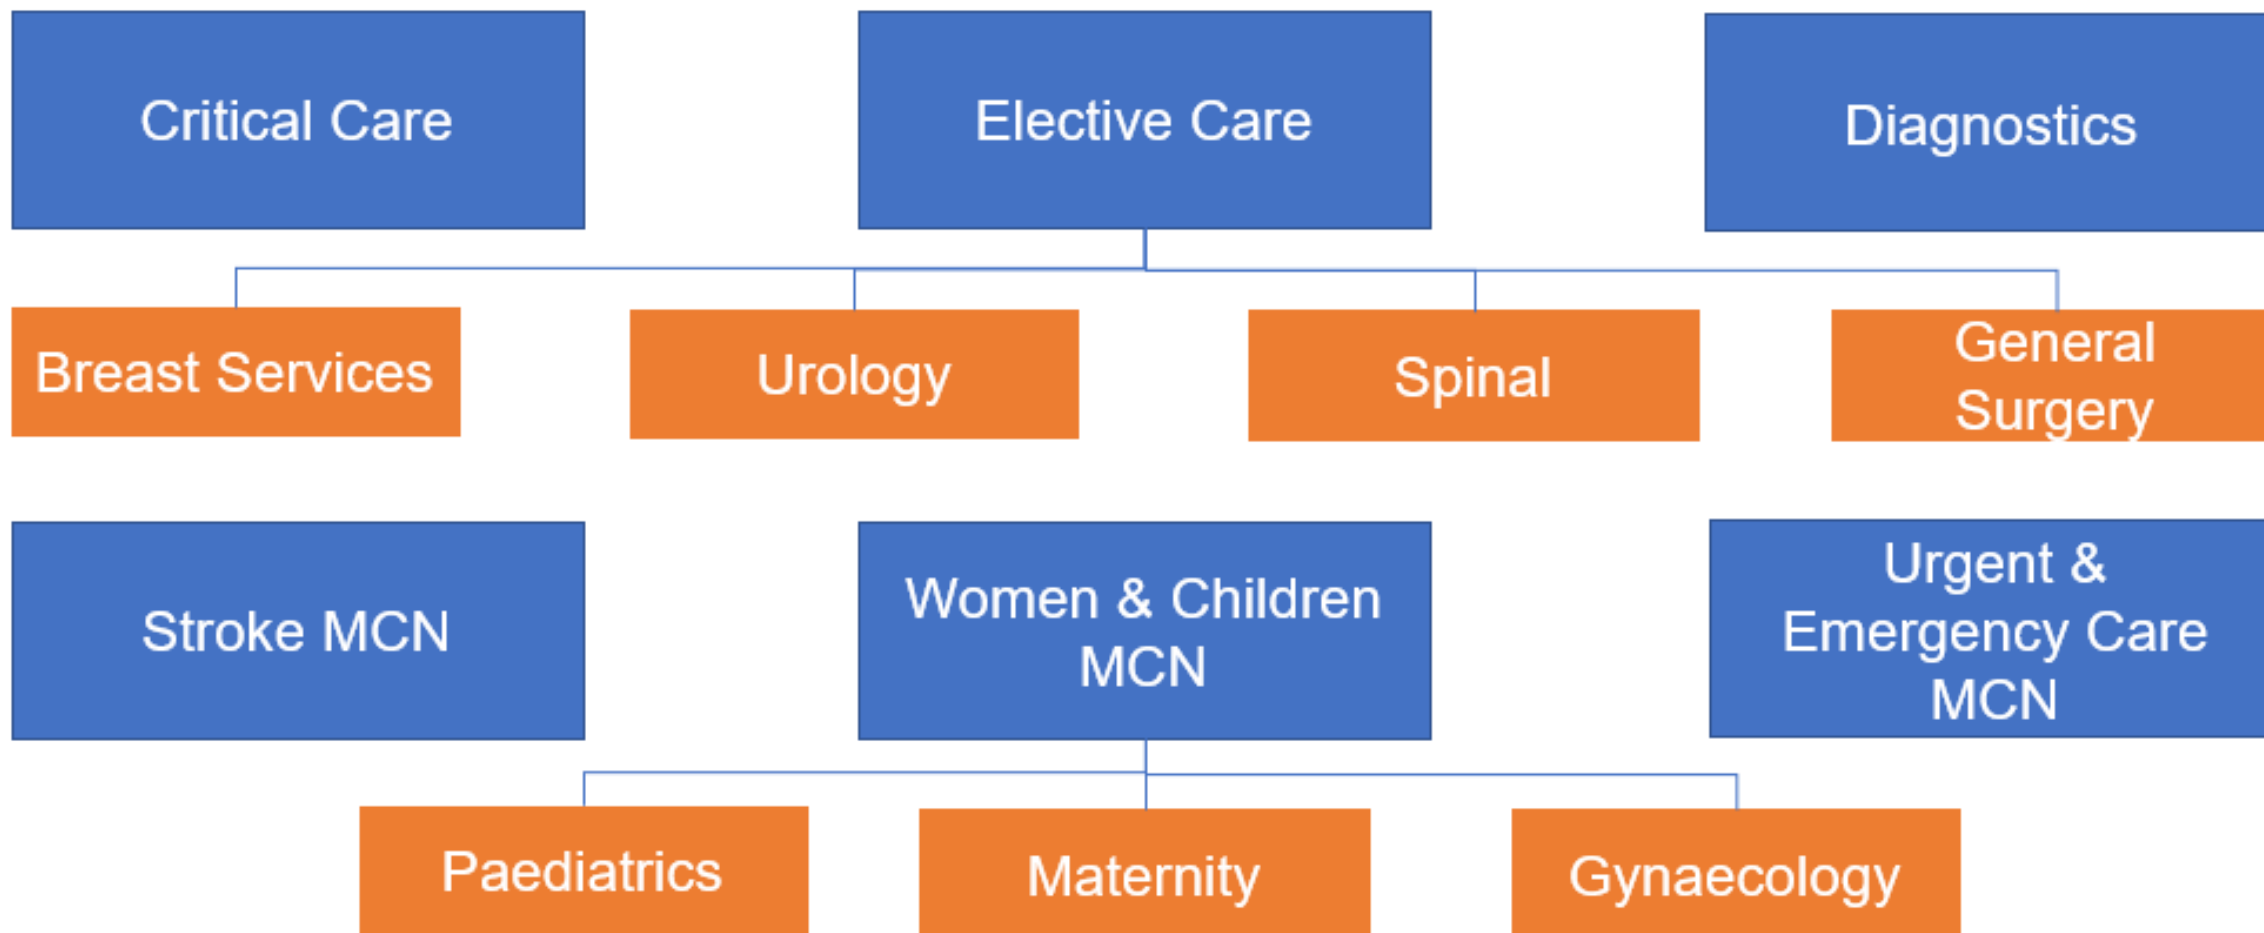 Critical Care
Elective Care
Diagnostics
Breast Services
Urology
Spinal
General
Surgery
Stroke MCN
Women & Children
MCN
Urgent &
Emergency Care
MCN
Paediatrics
Maternity
Gynaecology